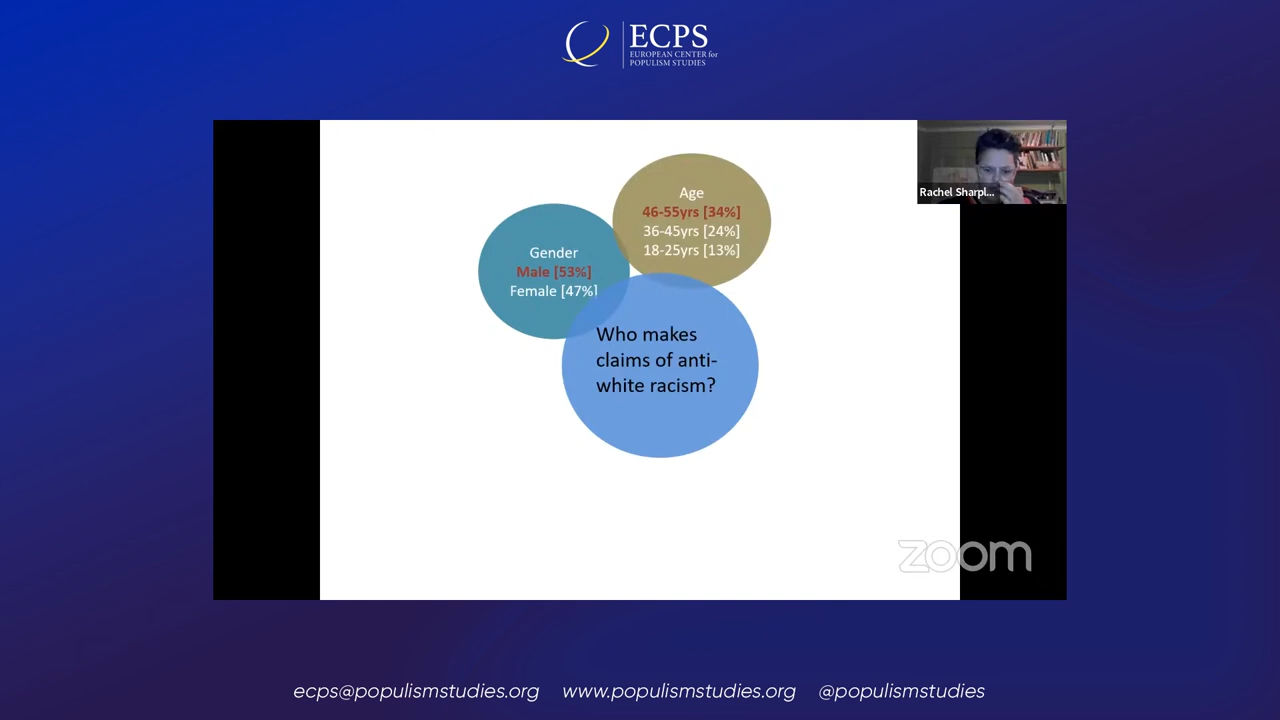 ECPS
EUROPEAN CENTER for
POPULISM STUDIES
Rachel Sharpl...
Age
46-55yrs [34%]
36-45yrs [24%]
18-25yrs [13%]
Gender
Male [53%]
Female [47%]
Who makes
claims of anti-
white racism?
zoom
ecps@populismstudies.org www.populismstudies.org @populismstudies